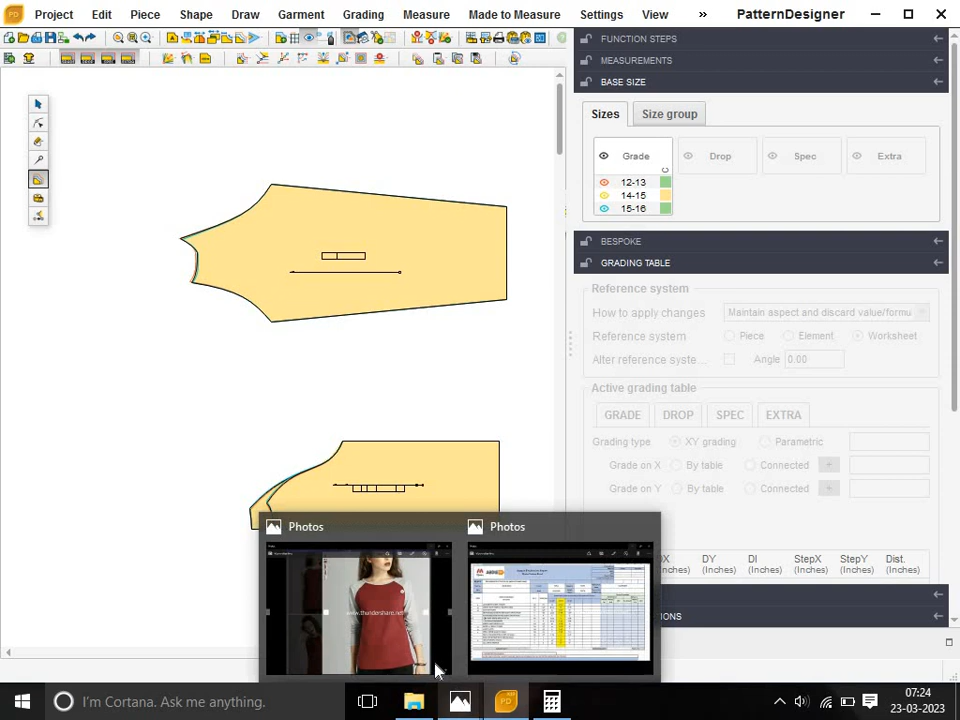 Project Edit Piece Shape Draw Garment Grading Measure Made to Measure Settings View » PatternDesigner
FUNCTION STEPS
MEASUREMENTS
BASE SIZE
Sizes Size group
Grade Drop Spec Extra
C
12-13
14-15
15-16
BESPOKE
GRADING TABLE
Reference system
How to apply changes Maintain aspect and discard value/formu
Reference system Piece Element Worksheet
Alter reference syste... Angle 0.00
Active grading table
GRADE DROP SPEC EXTRA
Grading type XY grading Parametric
Grade on X By table Connected +
Grade on Y By table Connected +
Photos Photos
DY DI StepX StepY Dist.
(Inches) (Inches) (Inches) (Inches) (Inches)
www.thundershare.net
I'm Cortana. Ask me anything.
07:24
23-03-2023